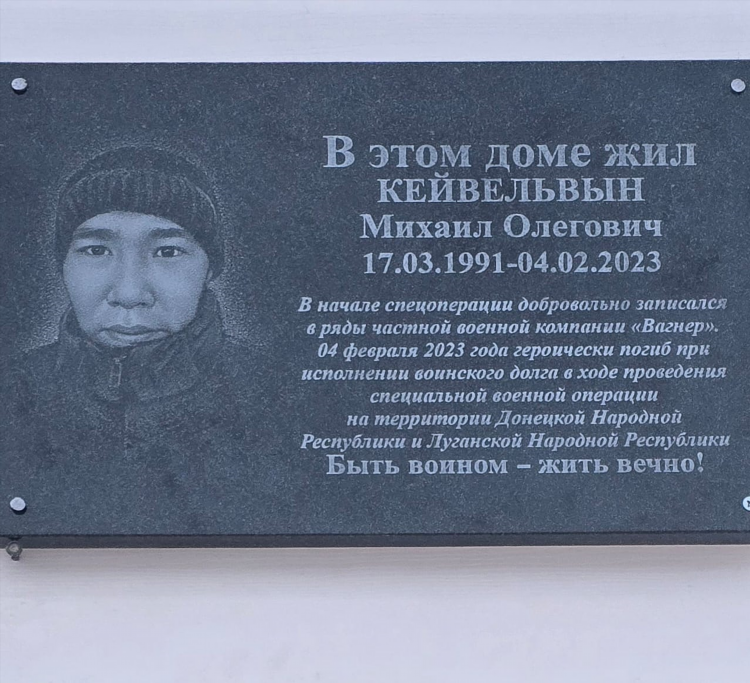 В этом доме жил
КЕЙВЕЛЬВЫН
Михаил Олегович
17.03.1991-04.02.2023
В начале спецоперации добровольно записался
в ряды частной военной компании «Вагнер».
04 февраля 2023 года героически погиб при
исполнении воинского долга в ходе проведения
специальной военной операции
на территории Донецкой Народной
Республики и Луганской Народной Республики
Быть воином – жить вечно!